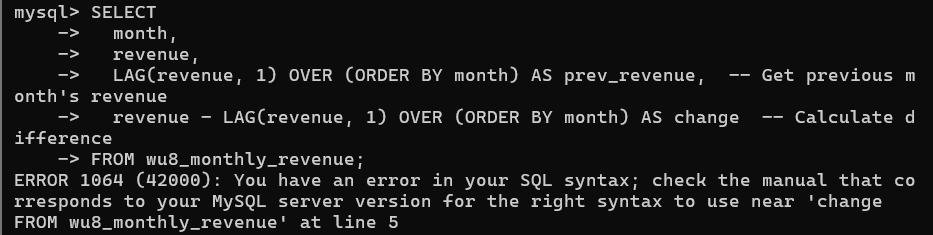 mysql> SELECT
    ->   month,
    ->   revenue,
    ->   LAG(revenue, 1) OVER (ORDER BY month) AS prev_revenue,  -- Get previous m
onth's revenue
    ->   revenue - LAG(revenue, 1) OVER (ORDER BY month) AS change  -- Calculate d
ifference
    -> FROM wu8_monthly_revenue;
ERROR 1064 (42000): You have an error in your SQL syntax; check the manual that co
rresponds to your MySQL server version for the right syntax to use near 'change
FROM wu8_monthly_revenue' at line 5